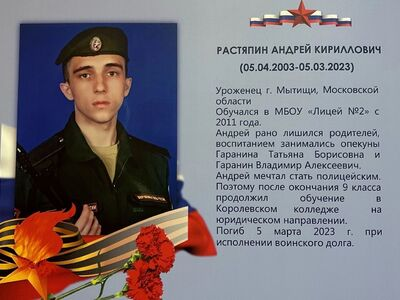 РАСТЯПИН АНДРЕЙ КИРИЛЛОВИЧ
(05.04.2003-05.03.2023)
Уроженец г. Мытищи, Московской
области
Обучался в МБОУ «Лицей №2» с
2011 года.
Андрей рано лишился родителей,
воспитанием занимались опекуны
Гаранина Татьяна Борисовна и
Гаранин Владимир Алексеевич.
Андрей мечтал стать полицейским.
Поэтому после окончания 9 класса
продолжил обучение в
Королевском колледже на
юридическом направлении.
Погиб 5 марта 2023 г. при
исполнении воинского долга.